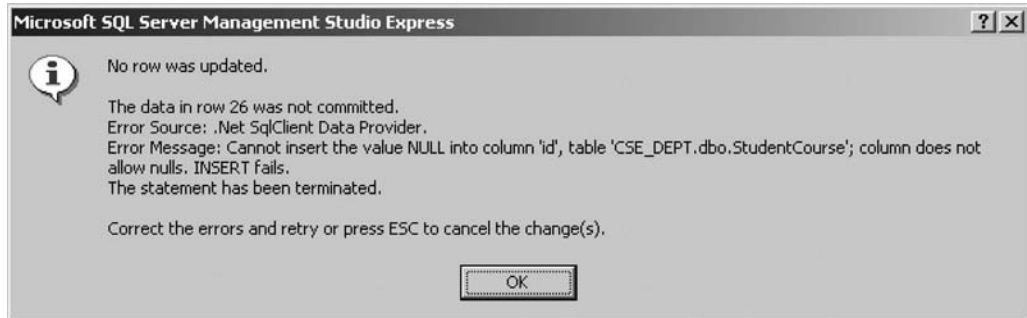 Microsoft SQL Server Management Studio Express
No row was updated.
The data in row 26 was not committed.
Error Source: .Net SqlClient Data Provider.
Error Message: Cannot insert the value NULL into column 'id', table 'CSE_DEPT.dbo.StudentCourse'; column does not
allow nulls. INSERT fails.
The statement has been terminated.
Correct the errors and retry or press ESC to cancel the change(s).
OK